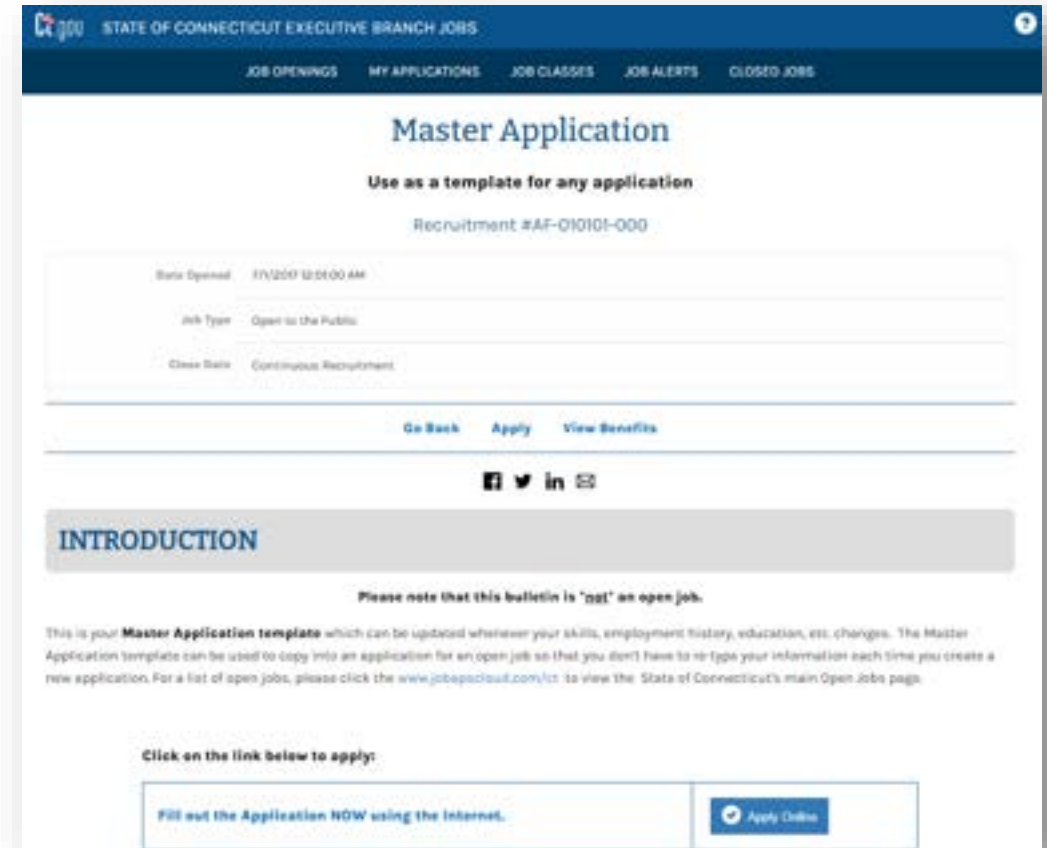 Ct.gov STATE OF CONNECTICUT EXECUTIVE BRANCH JOBS
?
JOB OPENINGS MY APPLICATIONS JOB CLASSES JOB ALERTS CLOSED JOBS
Master Application
Use as a template for any application
Recruitment #AF-010101-000
Date Opened 7/1/2017 12:01:00 AM
Job Type Open to the Public
Close Date Continuous Recruitment
Go Back Apply View Benefits
in
INTRODUCTION
Please note that this bulletin is "not" an open job.
This is your Master Application template which can be updated whenever your skills, employment history, education, etc. changes. The Master
Application template can be used to copy into an application for an open job so that you don't have to re-type your information each time you create a
new application. For a list of open jobs, please click the www.jobapscloud.com/ct to view the State of Connecticut's main Open Jobs page.
Click on the link below to apply:
Fill out the Application NOW using the Internet. Apply Online